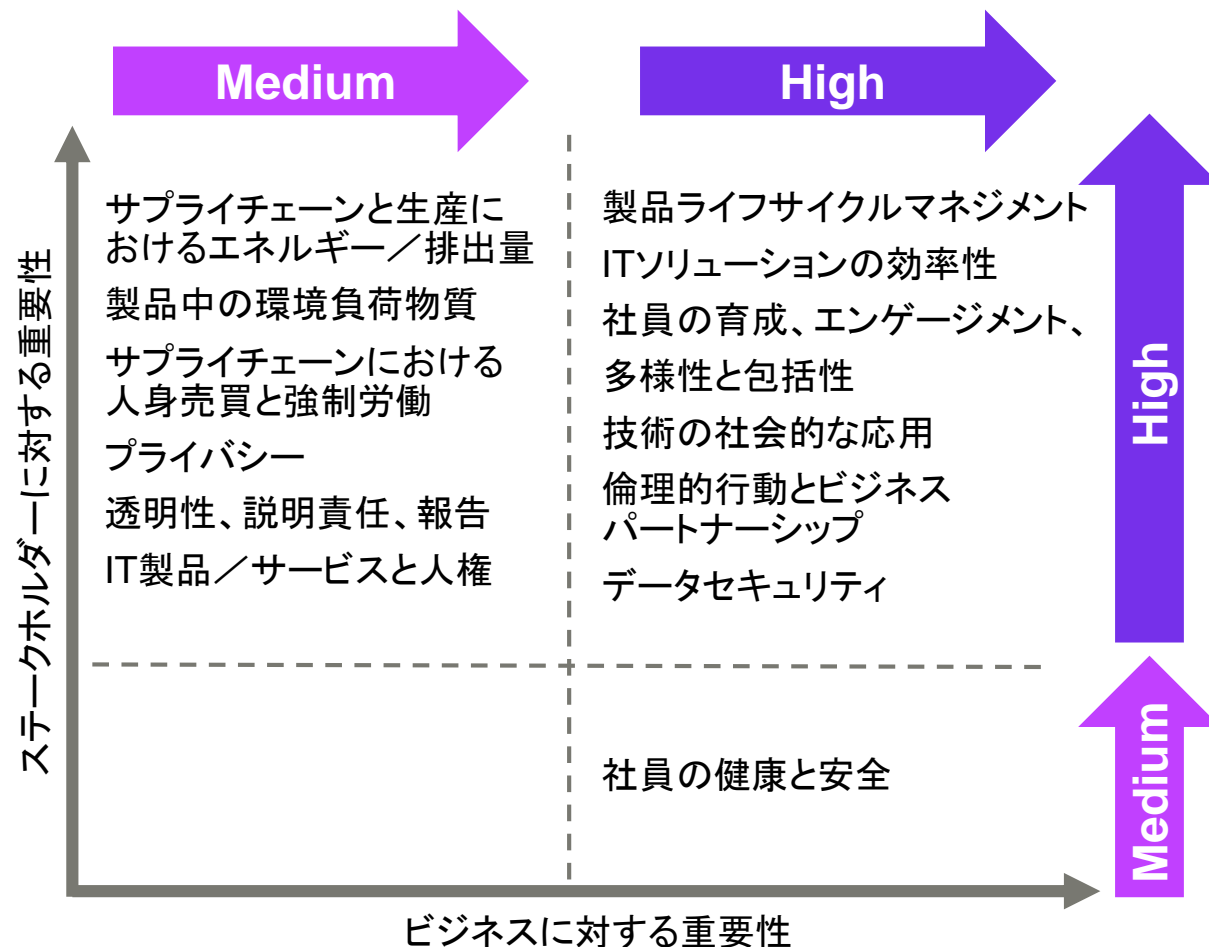 Medium
High
ステークホルダーに対する重要性
サプライチェーンと生産に
おけるエネルギー／排出量
製品中の環境負荷物質
サプライチェーンにおける
人身売買と強制労働
プライバシー
透明性、説明責任、報告
IT製品／サービスと人権
製品ライフサイクルマネジメント
ITソリューションの効率性
社員の育成、エンゲージメント、
多様性と包括性
技術の社会的な応用
倫理的行動とビジネス
パートナーシップ
データセキュリティ
High
社員の健康と安全
Medium
ビジネスに対する重要性